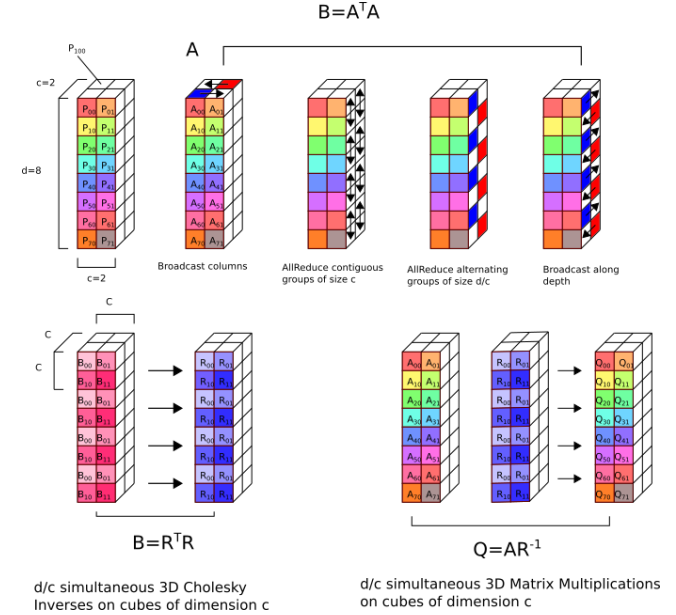 B=AᵀA
A
P₁₀₀
c=2
d=8
P₀₀ P₀₁
P₁₀ P₁₁
P₂₀ P₂₁
P₃₀ P₃₁
P₄₀ P₄₁
P₅₀ P₅₁
P₆₀ P₆₁
P₇₀ P₇₁
c=2
A₀₀ A₀₁
A₁₀ A₁₁
A₂₀ A₂₁
A₃₀ A₃₁
A₄₀ A₄₁
A₅₀ A₅₁
A₆₀ A₆₁
A₇₀ A₇₁
Broadcast columns
AllReduce contiguous
groups of size c
AllReduce alternating
groups of size d/c
Broadcast along
depth
C
C
C
B₀₀ B₀₁
B₁₀ B₁₁
B₀₀ B₀₁
B₁₀ B₁₁
B₀₀ B₀₁
B₁₀ B₁₁
B₀₀ B₀₁
B₁₀ B₁₁
R₀₀ R₀₁
R₁₀ R₁₁
R₀₀ R₀₁
R₁₀ R₁₁
R₀₀ R₀₁
R₁₀ R₁₁
R₀₀ R₀₁
R₁₀ R₁₁
B=RᵀR
d/c simultaneous 3D Cholesky
Inverses on cubes of dimension c
A₀₀ A₀₁
A₁₀ A₁₁
A₂₀ A₂₁
A₃₀ A₃₁
A₄₀ A₄₁
A₅₀ A₅₁
A₆₀ A₆₁
A₇₀ A₇₁
R₀₀ R₀₁
R₁₀ R₁₁
R₀₀ R₀₁
R₁₀ R₁₁
R₀₀ R₀₁
R₁₀ R₁₁
R₀₀ R₀₁
R₁₀ R₁₁
Q₀₀ Q₀₁
Q₁₀ Q₁₁
Q₂₀ Q₂₁
Q₃₀ Q₃₁
Q₄₀ Q₄₁
Q₅₀ Q₅₁
Q₆₀ Q₆₁
Q₇₀ Q₇₁
Q=AR⁻¹
d/c simultaneous 3D Matrix Multiplications
on cubes of dimension c